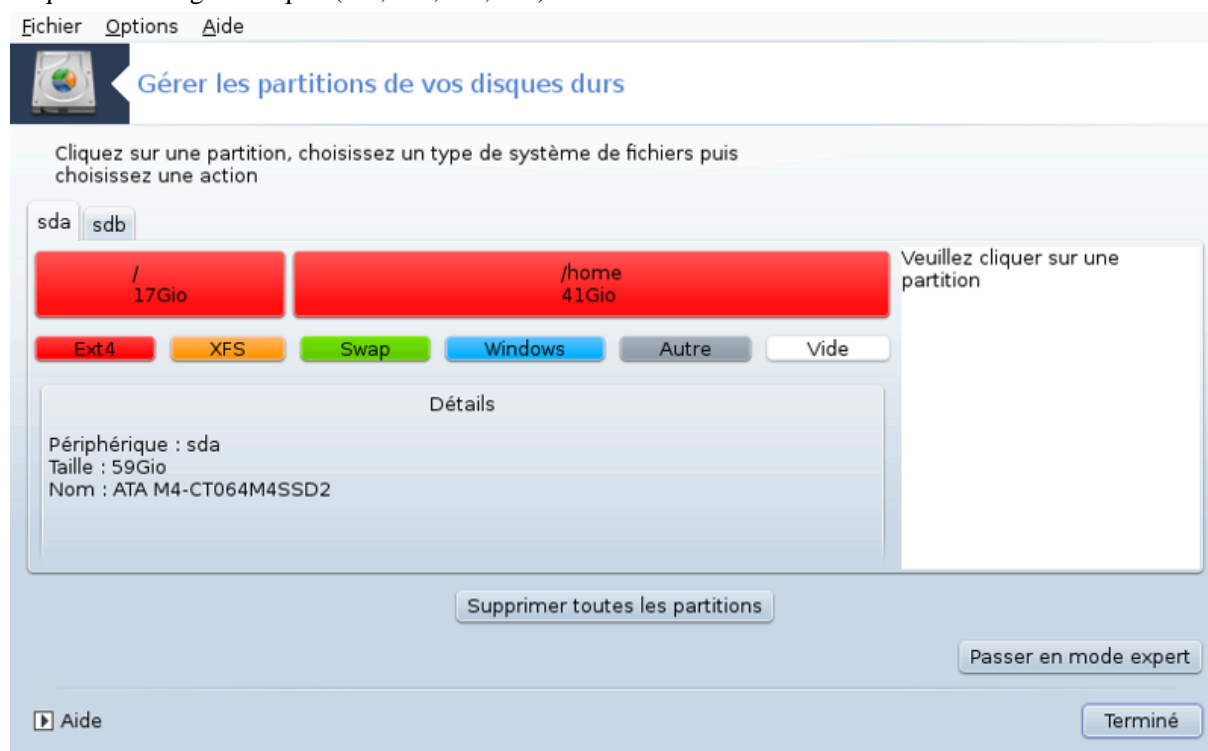 Fichier Options Aide
Gérer les partitions de vos disques durs
Cliquez sur une partition, choisissez un type de système de fichiers puis
choisissez une action
sda sdb
/
17Gio
/home
41Gio
Veuillez cliquer sur une
partition
Ext4 XFS Swap Windows Autre Vide
Détails
Périphérique : sda
Taille : 59Gio
Nom : ATA M4-CT064M4SSD2
Supprimer toutes les partitions
Passer en mode expert
Aide
Terminé